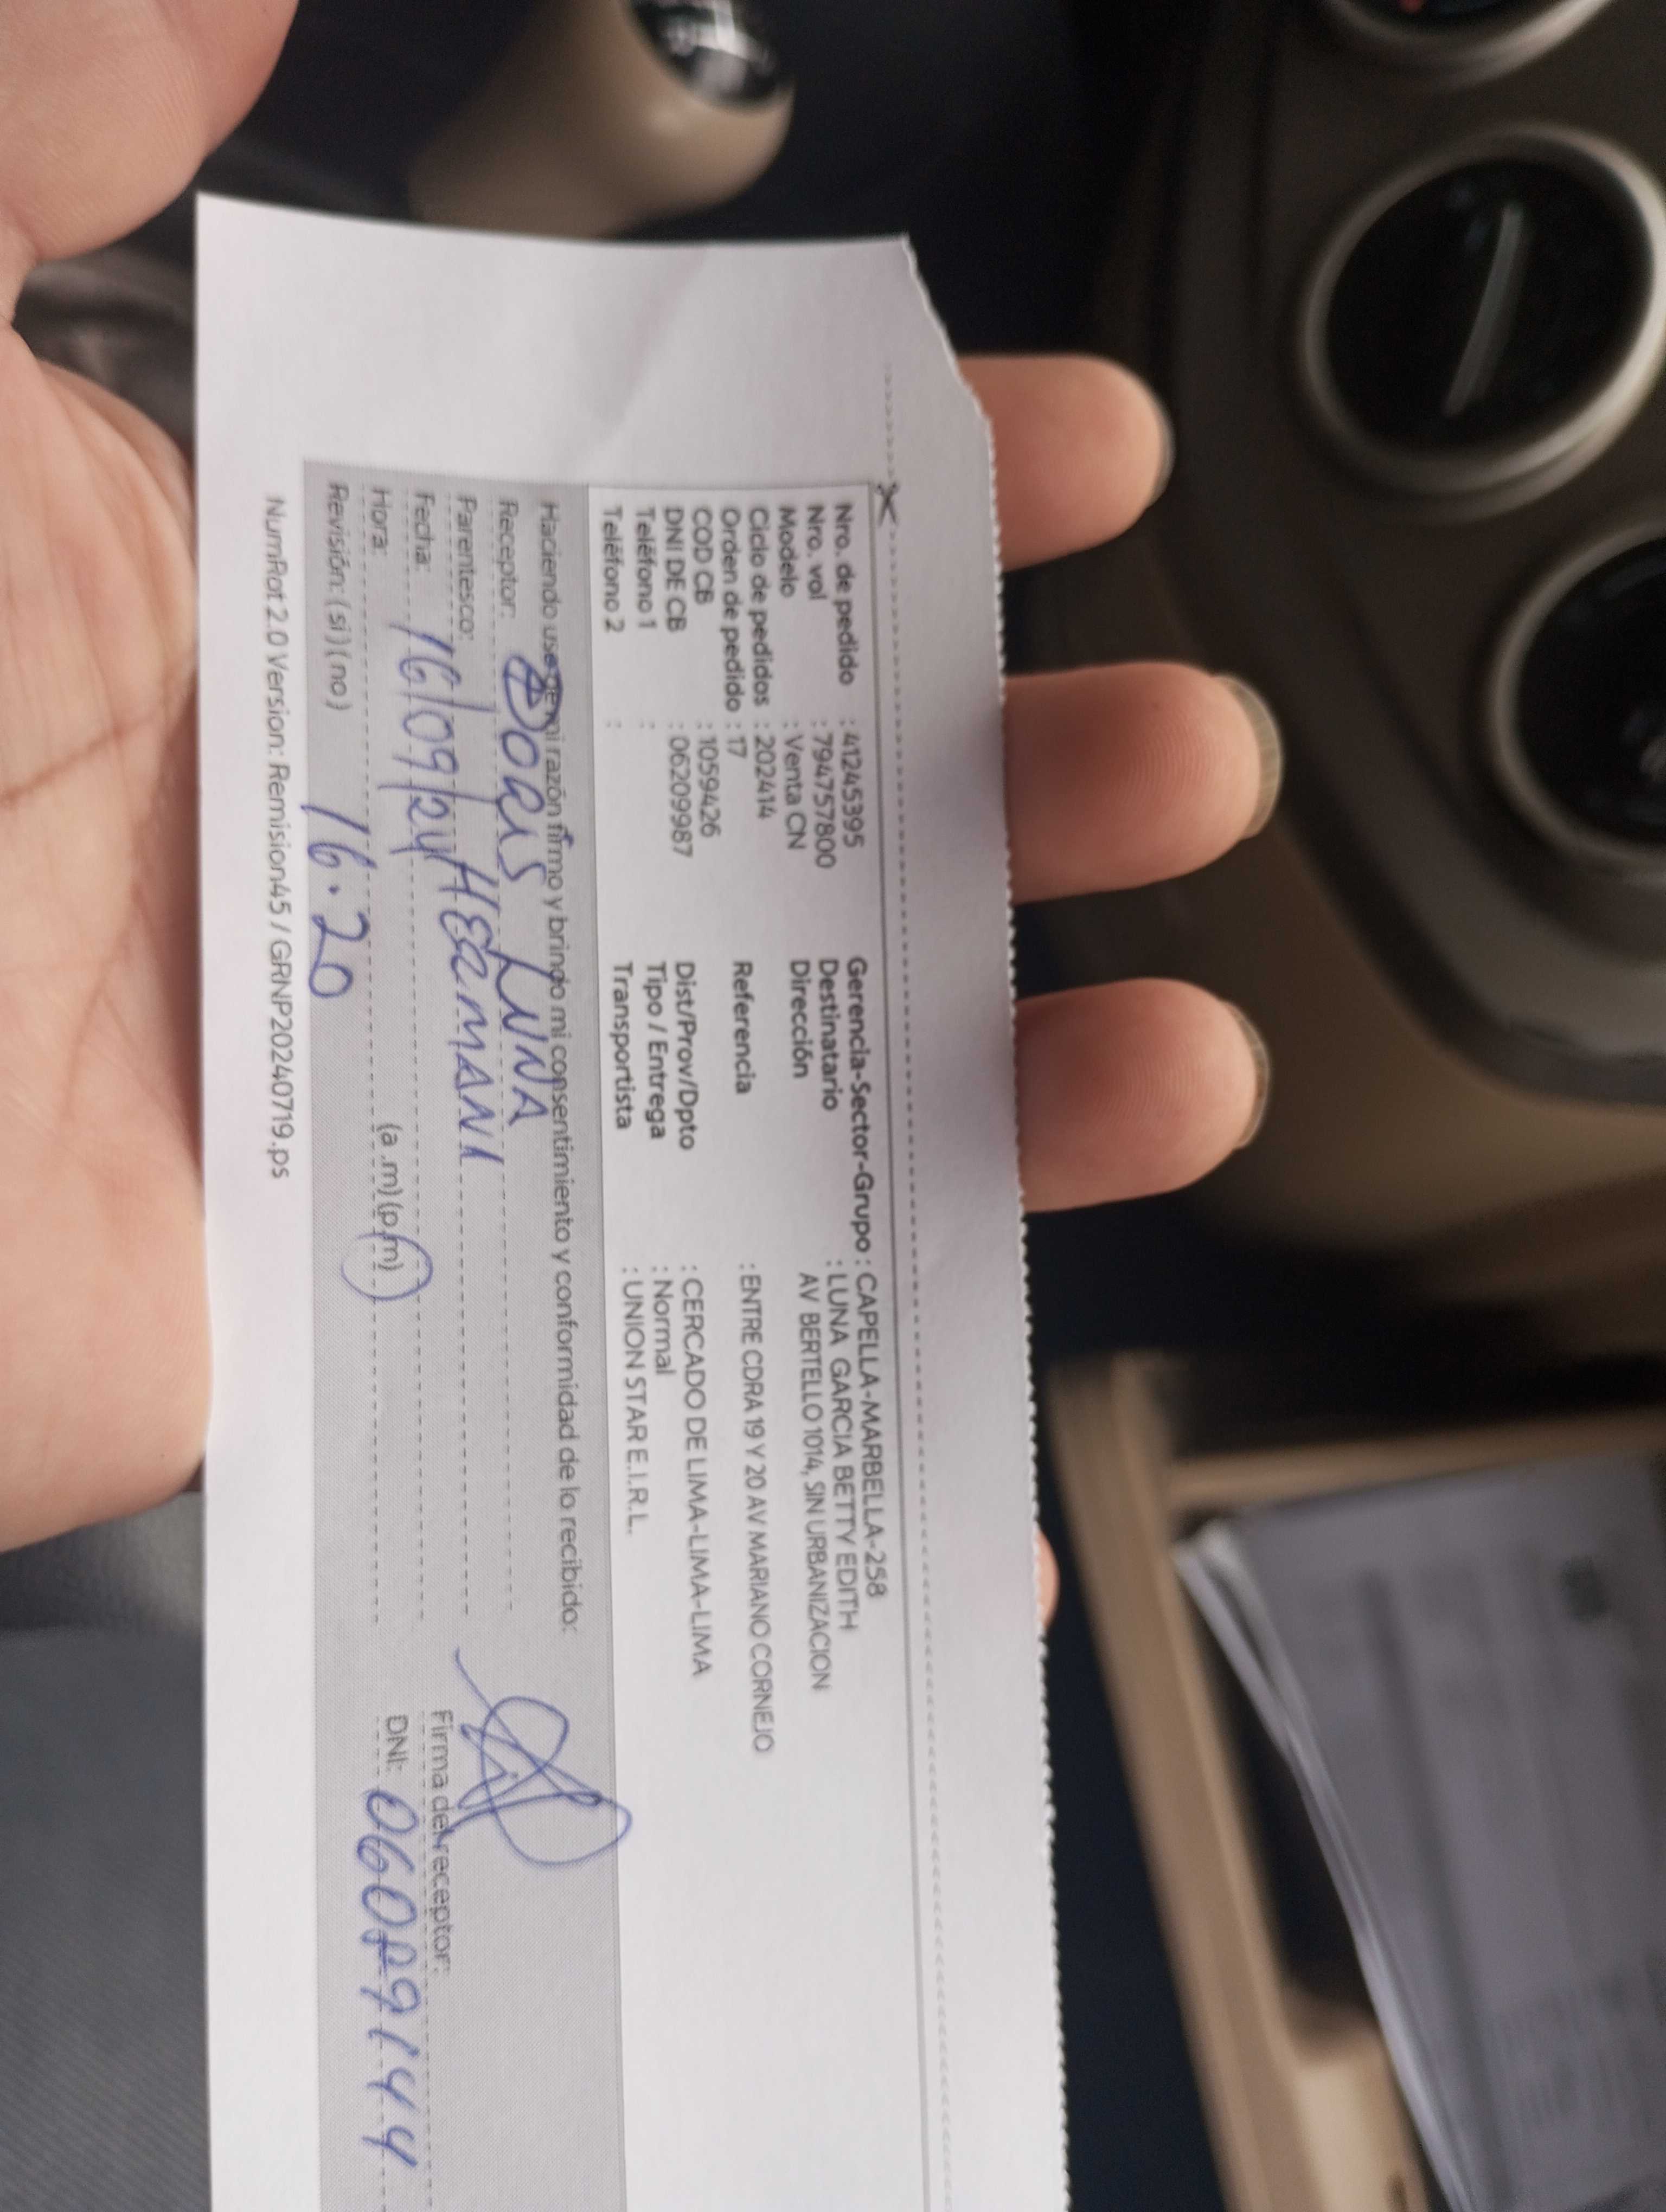 Nro. de pedido : 41245395
Nro. vol : 794757800
Modelo : Venta CN
Ciclo de pedidos : 202414
Orden de pedido : 17
COD CB : 1059426
DNI DE CB : 06209987
Teléfono 1 :
Teléfono 2 :
Gerencia-Sector-Grupo : CAPELLA-MARBELLA-258
Destinatario : LUNA GARCIA BETTY EDITH
Dirección AV BERTELLO 1014, SIN URBANIZACION
Referencia : ENTRE CDRA 19 Y 20 AV MARIANO CORNEJO
Dist/Prov/Dpto : CERCADO DE LIMA-LIMA-LIMA
Tipo / Entrega : Normal
Transportista : UNION STAR E.I.R.L.
Haciendo uso de mi razón firmo y brindo mi consentimiento y conformidad de lo recibido:
Receptor: DORIS LUNA
Parentesco: HERMANA
Fecha: 16/09/24
Hora: 16.20 (a.m) (p.m)
Revisión: (si) (no)
Firma del receptor:
DNI:
NumRot 2.0 Version: Remision45 / GRNP20240719.ps